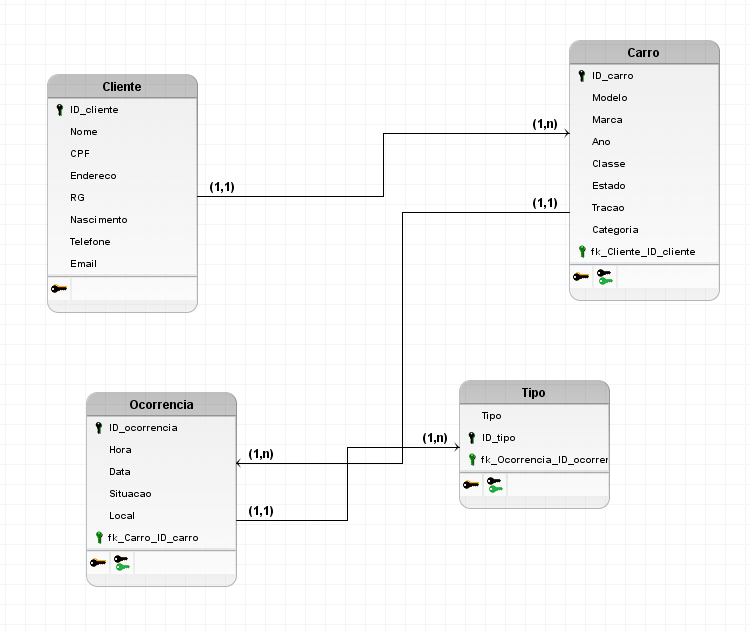 Cliente
ID_cliente
Nome
CPF
Endereco
RG
Nascimento
Telefone
Email
(1,1)
(1,n)
Carro
ID_carro
Modelo
Marca
Ano
Classe
Estado
Tracao
Categoria
fk_Cliente_ID_cliente
(1,1)
Ocorrencia
ID_ocorrencia
Hora
Data
Situacao
Local
fk_Carro_ID_carro
(1,n)
(1,1)
(1,n)
Tipo
Tipo
ID_tipo
fk_Ocorrencia_ID_ocorrer